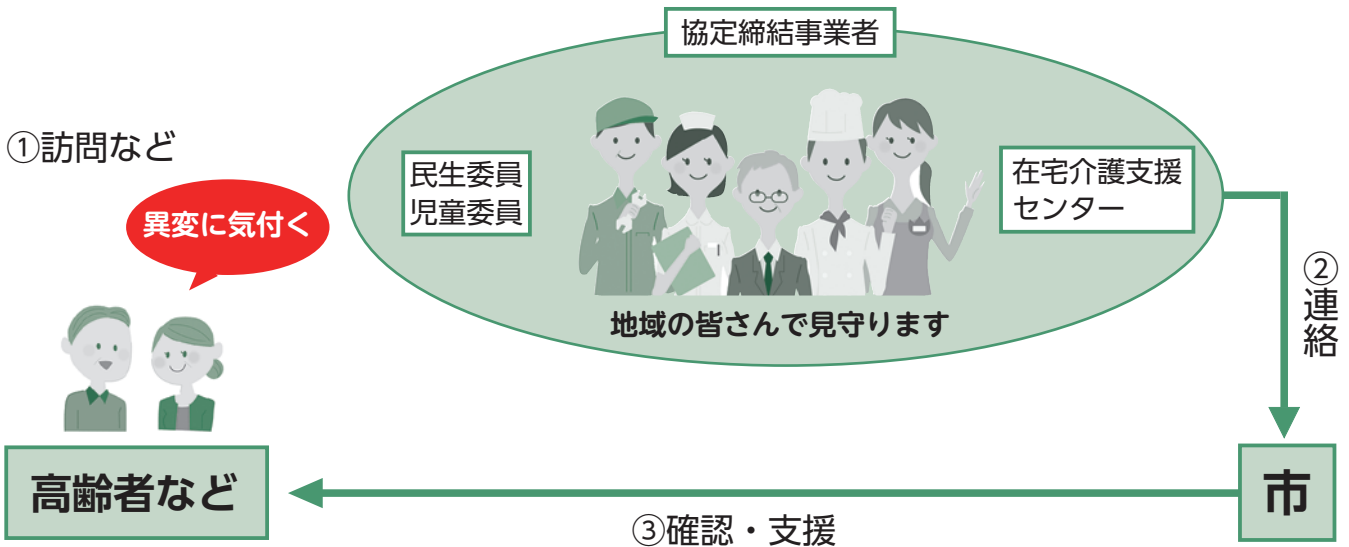 協定締結事業者
①訪問など
民生委員
児童委員
在宅介護支援
センター
異変に気付く
地域の皆さんで見守ります
②連絡
高齢者など
市
③確認・支援